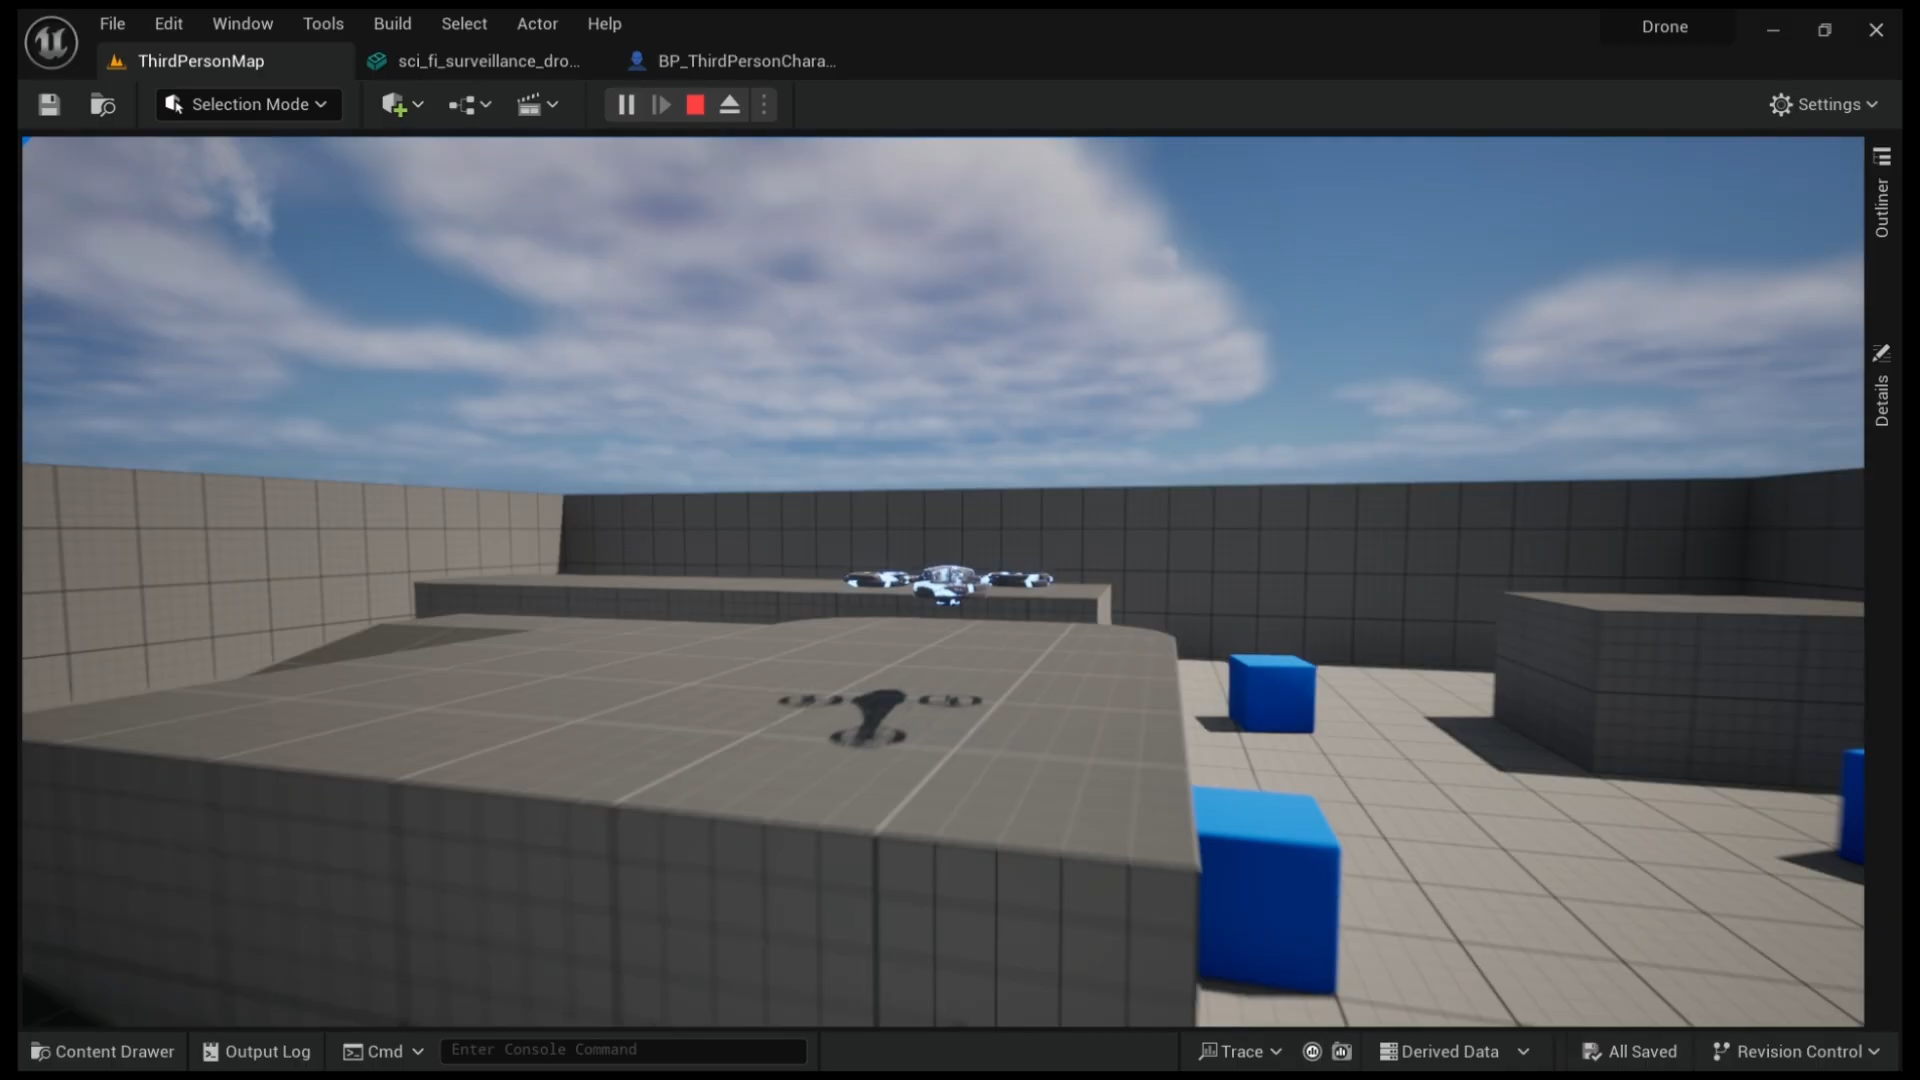 File Edit Window Tools Build Select Actor Help
Drone
ThirdPersonMap
sci_fi_surveillance_dro...
BP_ThirdPersonChara...
Selection Mode
Settings
Outliner
Details
Content Drawer
Output Log
Cmd
Enter Console Command
Trace
Derived Data
All Saved
Revision Control